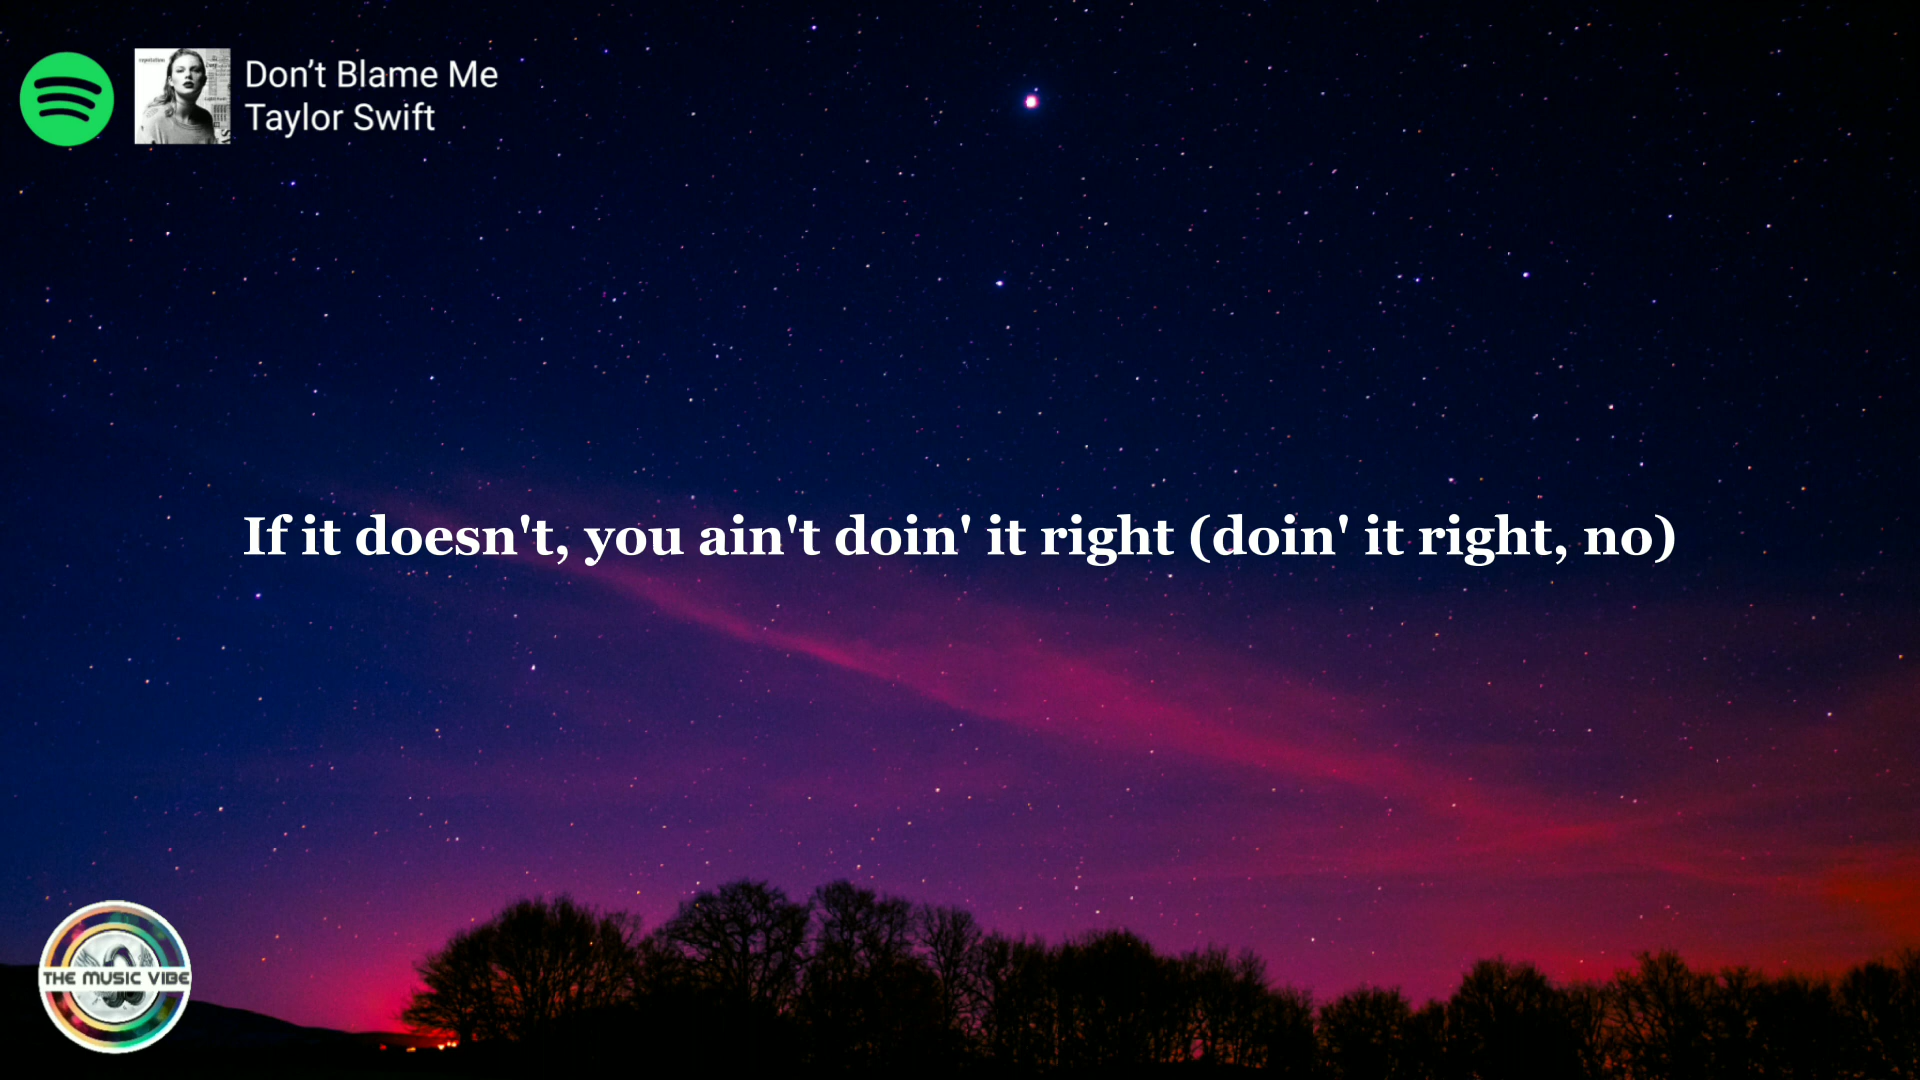 Don’t Blame Me
Taylor Swift
If it doesn't, you ain't doin' it right (doin' it right, no)
THE MUSIC VIBE